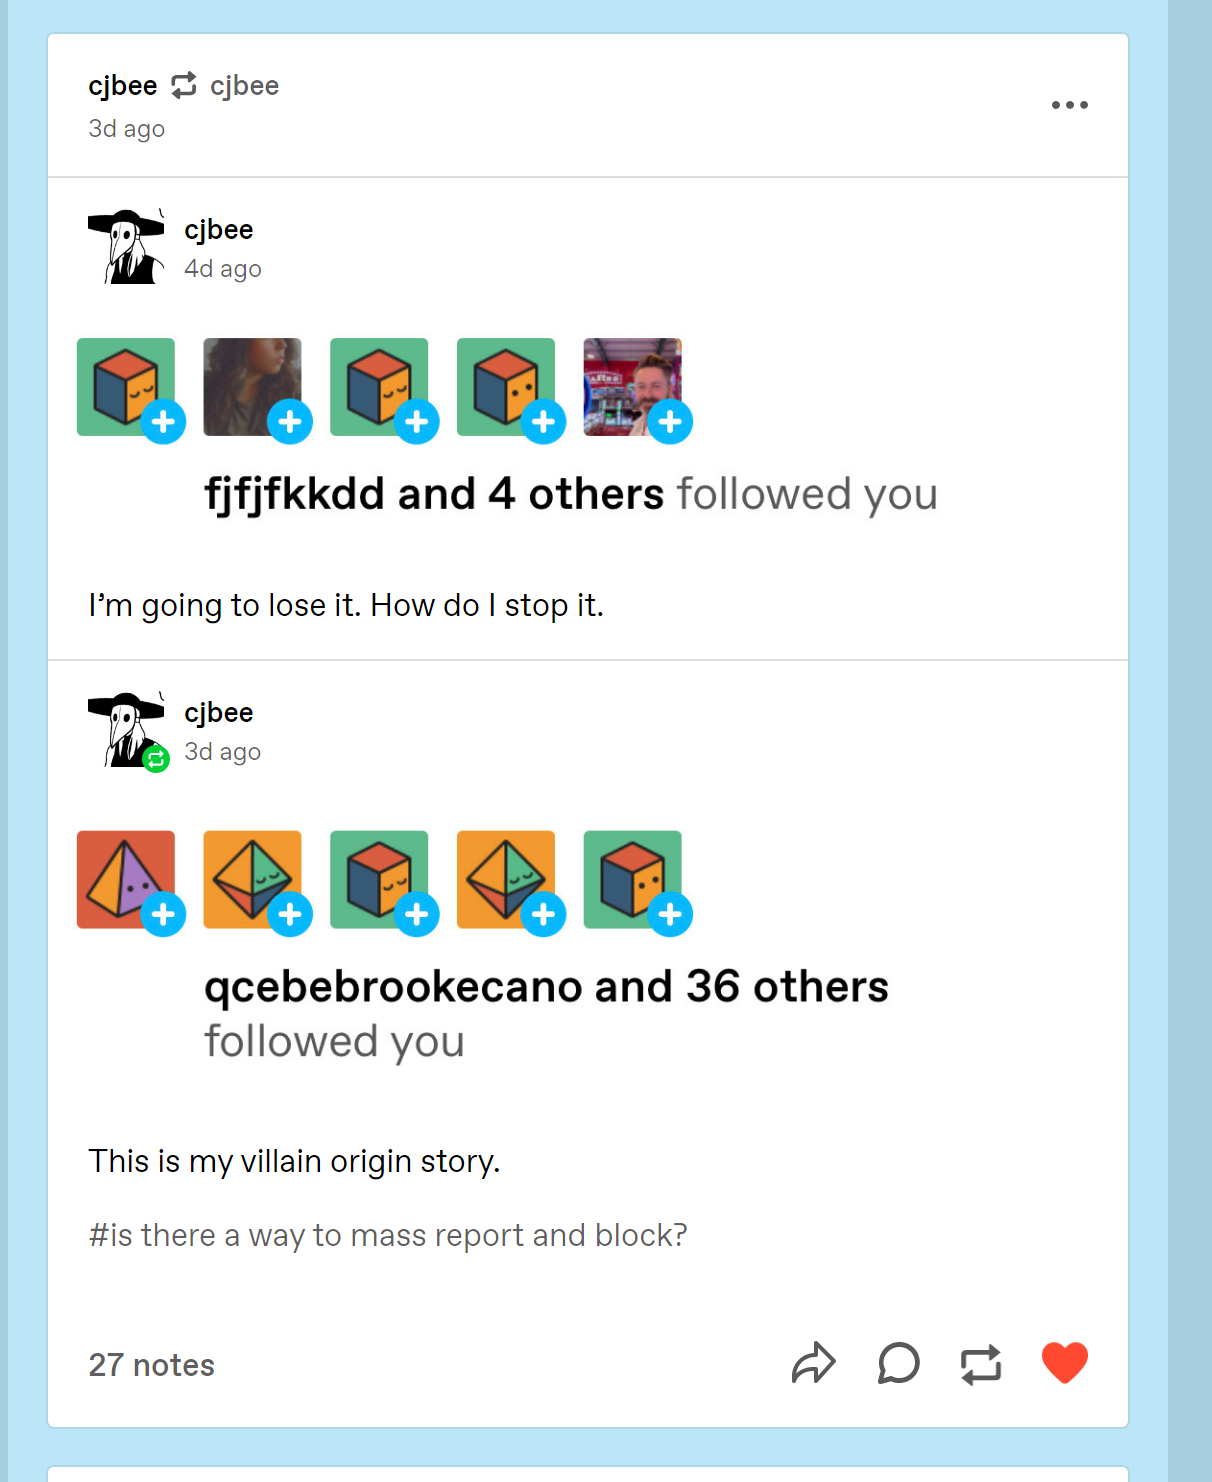 cjbee cjbee
3d ago
cjbee
4d ago
fjfjfkkdd and 4 others followed you
I'm going to lose it. How do I stop it.
cjbee
3d ago
qcebebrookecano and 36 others
followed you
This is my villain origin story.
#is there a way to mass report and block?
27 notes